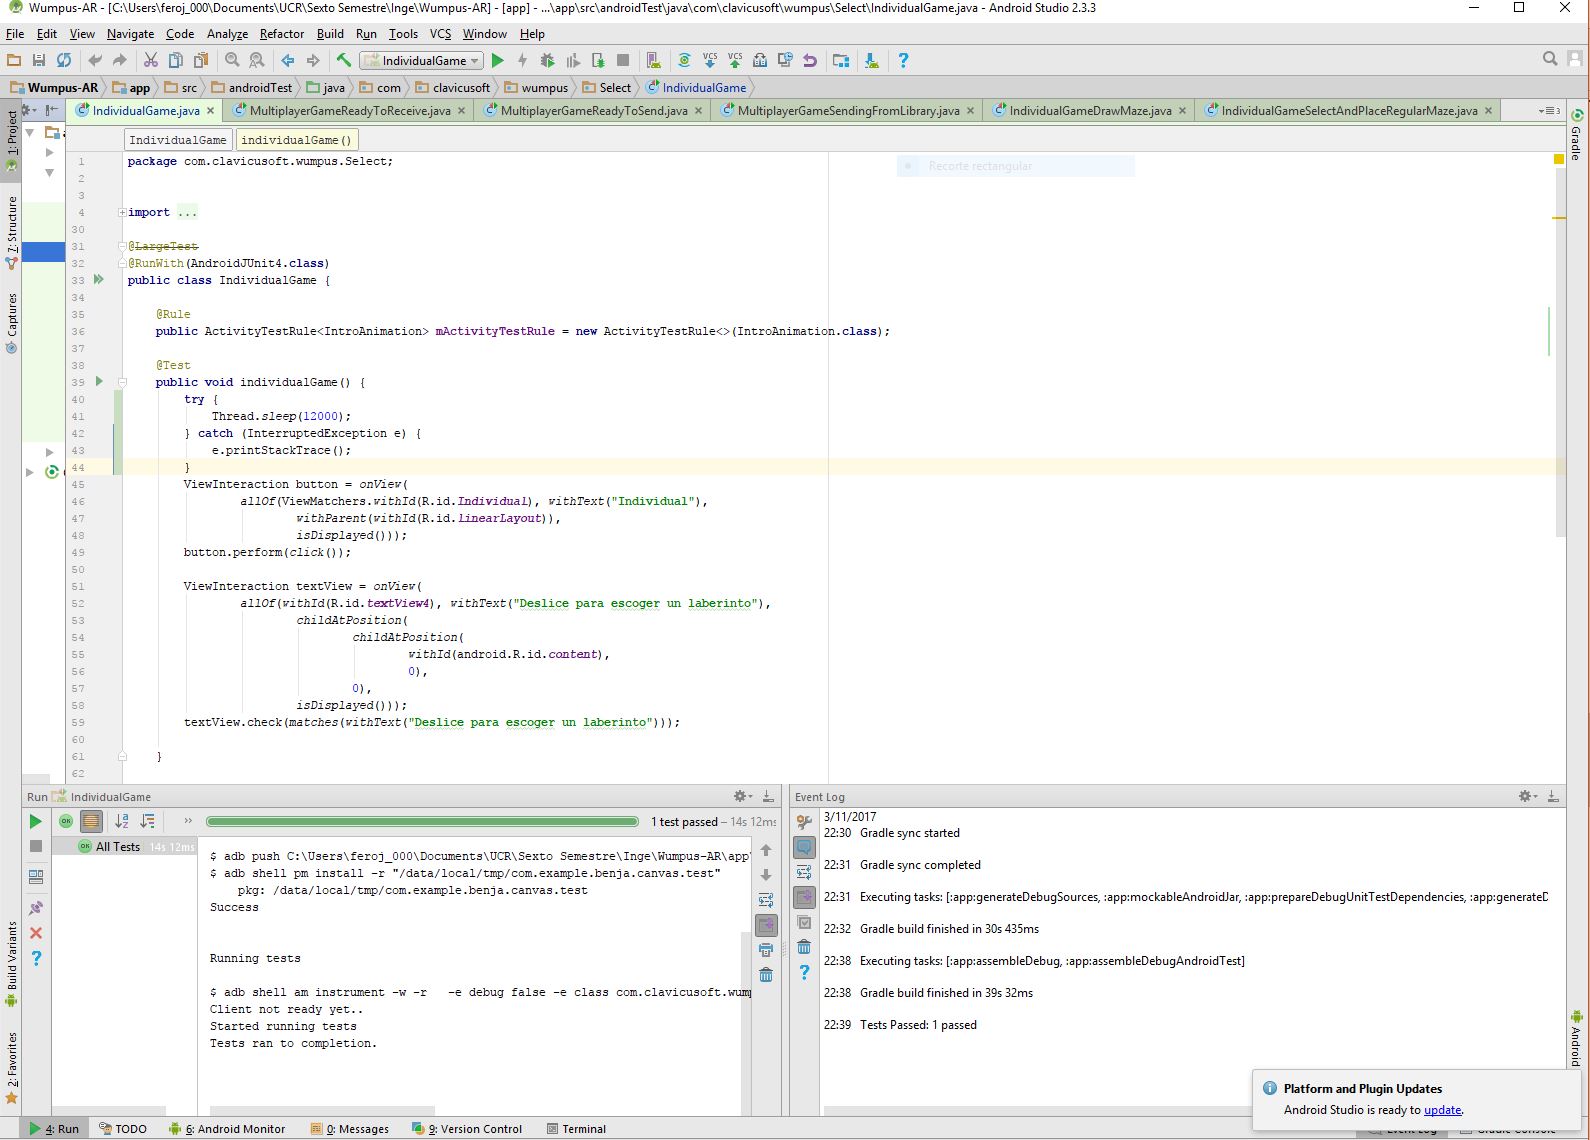 Wumpus-AR - [C:\Users\feroj_000\Documents\UCR\Sexto Semestre\Inge\Wumpus-AR] - [app] - ...\app\src\androidTest\java\com\clavicusoft\wumpus\Select\IndividualGame.java - Android Studio 2.3.3
File Edit View Navigate Code Analyze Refactor Build Run Tools VCS Window Help
IndividualGame
Wumpus-AR app src androidTest java com clavicusoft wumpus Select IndividualGame
IndividualGame.java MultiplayerGameReadyToReceive.java MultiplayerGameReadyToSend.java MultiplayerGameSendingFromLibrary.java IndividualGameDrawMaze.java IndividualGameSelectAndPlaceRegularMaze.java
IndividualGame individualGame()
1: Project
7: Structure
Captures
Build Variants
2: Favorites
Gradle
Android
Recorte rectangular
1 package com.clavicusoft.wumpus.Select;
2
3
4 import ...
30
31 @LargeTest
32 @RunWith(AndroidJUnit4.class)
33 public class IndividualGame {
34
35 @Rule
36 public ActivityTestRule<IntroAnimation> mActivityTestRule = new ActivityTestRule<>(IntroAnimation.class);
37
38 @Test
39 public void individualGame() {
40 try {
41 Thread.sleep(12000);
42 } catch (InterruptedException e) {
43 e.printStackTrace();
44 }
45 ViewInteraction button = onView(
46 allOf(ViewMatchers.withId(R.id.Individual), withText("Individual"),
47 withParent(withId(R.id.linearLayout)),
48 isDisplayed()));
49 button.perform(click());
50
51 ViewInteraction textView = onView(
52 allOf(withId(R.id.textView4), withText("Deslice para escoger un laberinto"),
53 childAtPosition(
54 childAtPosition(
55 withId(android.R.id.content),
56 0),
57 0),
58 isDisplayed()));
59 textView.check(matches(withText("Deslice para escoger un laberinto")));
60
61 }
62
Run IndividualGame
1 test passed – 14s 12ms
All Tests 14s 12ms
$ adb push C:\Users\feroj_000\Documents\UCR\Sexto Semestre\Inge\Wumpus-AR\app\
$ adb shell pm install -r "/data/local/tmp/com.example.benja.canvas.test"
pkg: /data/local/tmp/com.example.benja.canvas.test
Success
Running tests
$ adb shell am instrument -w -r -e debug false -e class com.clavicusoft.wump
Client not ready yet..
Started running tests
Tests ran to completion.
Event Log
3/11/2017
22:30 Gradle sync started
22:31 Gradle sync completed
22:31 Executing tasks: [:app:generateDebugSources, :app:mockableAndroidJar, :app:prepareDebugUnitTestDependencies, :app:generateD
22:32 Gradle build finished in 30s 435ms
22:38 Executing tasks: [:app:assembleDebug, :app:assembleDebugAndroidTest]
22:38 Gradle build finished in 39s 32ms
22:39 Tests Passed: 1 passed
Platform and Plugin Updates
Android Studio is ready to update.
4: Run TODO 6: Android Monitor 0: Messages 9: Version Control Terminal Event Log Gradle Console